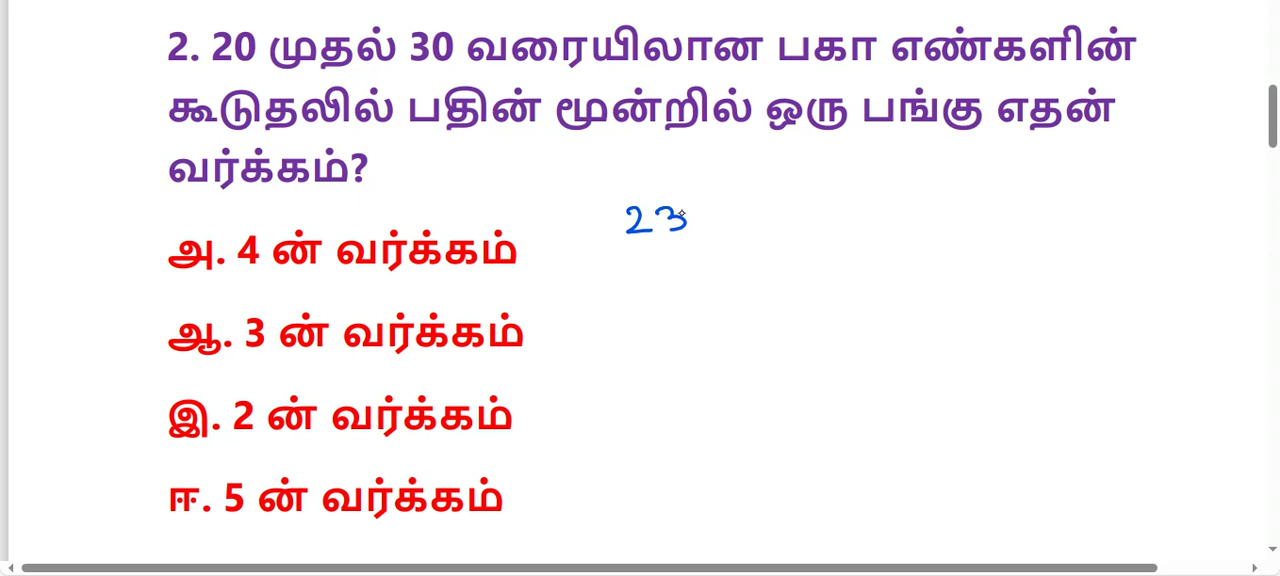 2. 20 முதல் 30 வரையிலான பகா எண்களின்
கூடுதலில் பதின் மூன்றில் ஒரு பங்கு எதன்
வர்க்கம்?
23
அ. 4 ன் வர்க்கம்
ஆ. 3 ன் வர்க்கம்
இ. 2 ன் வர்க்கம்
ஈ. 5 ன் வர்க்கம்